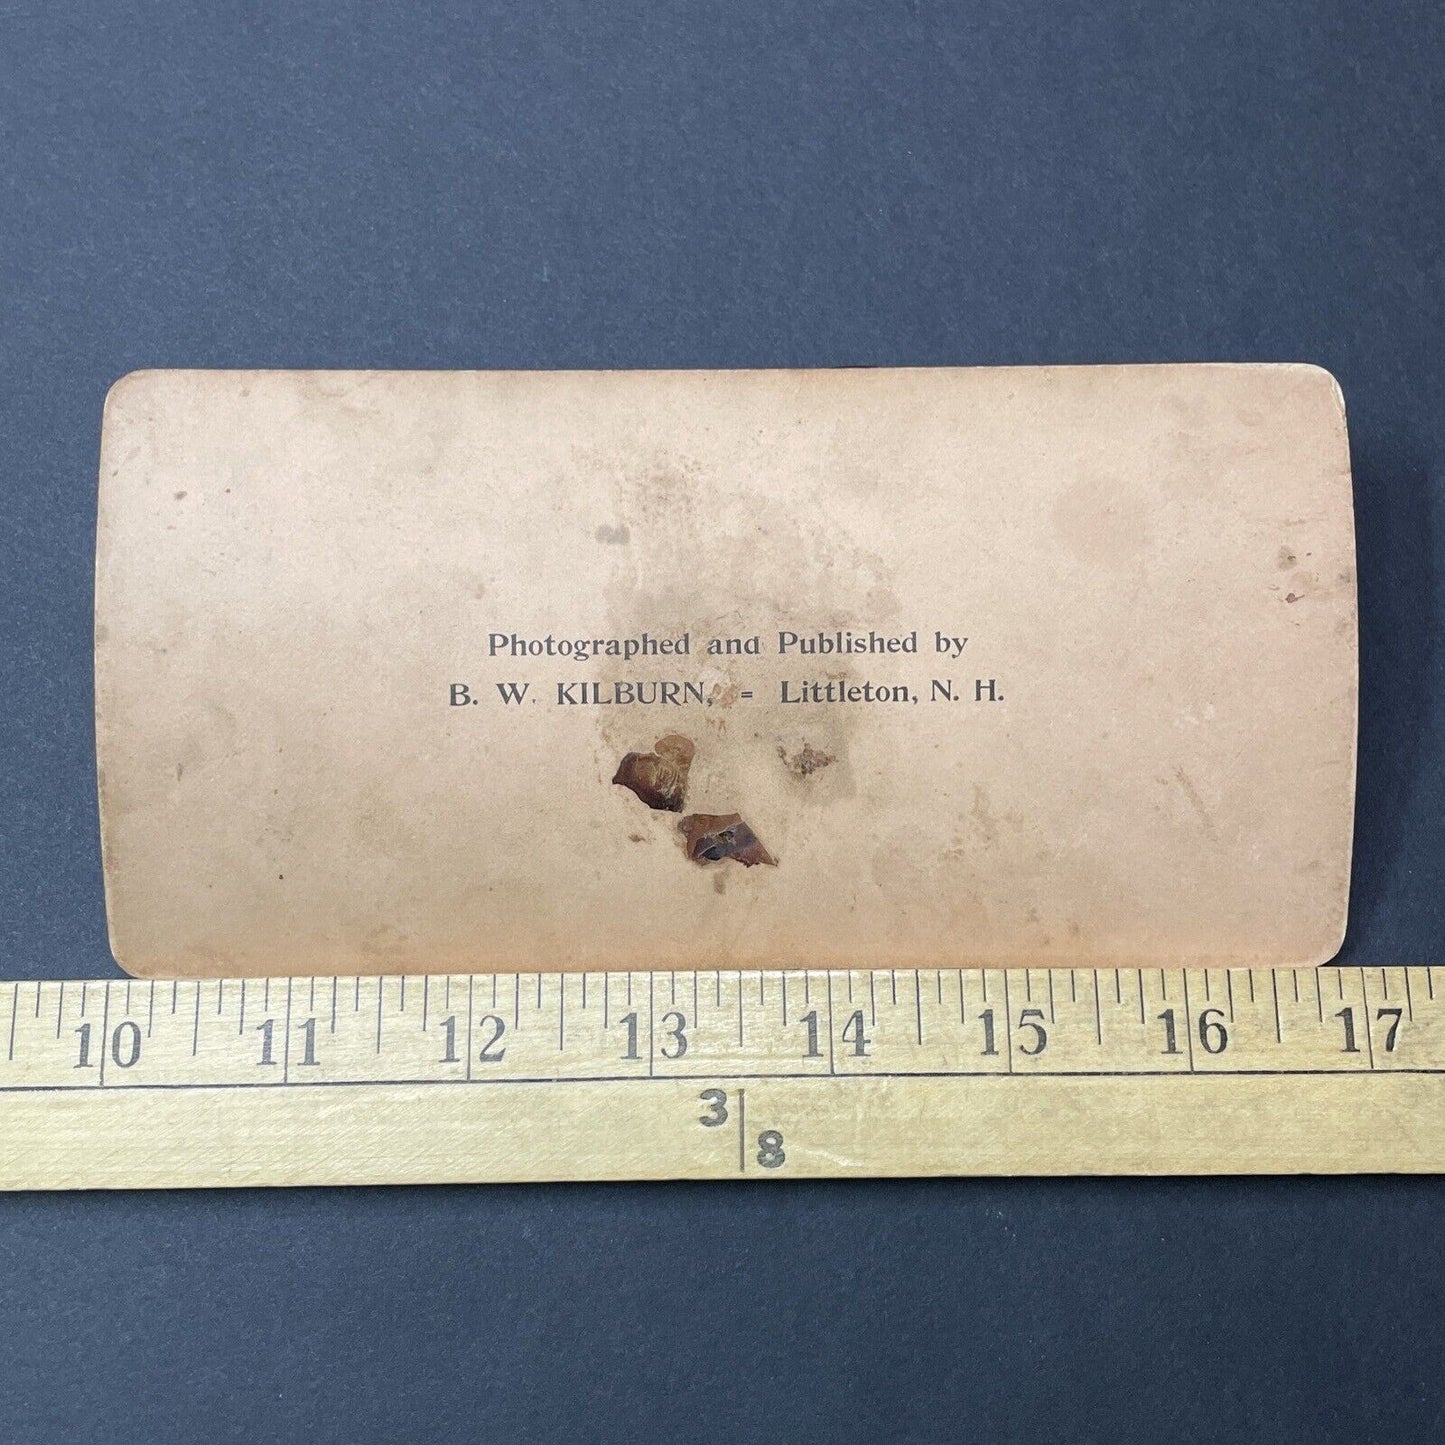 Photographed and Published by
B. W. KILBURN, = Littleton, N. H.
10 11 12 13 14 15 16 17
3 8